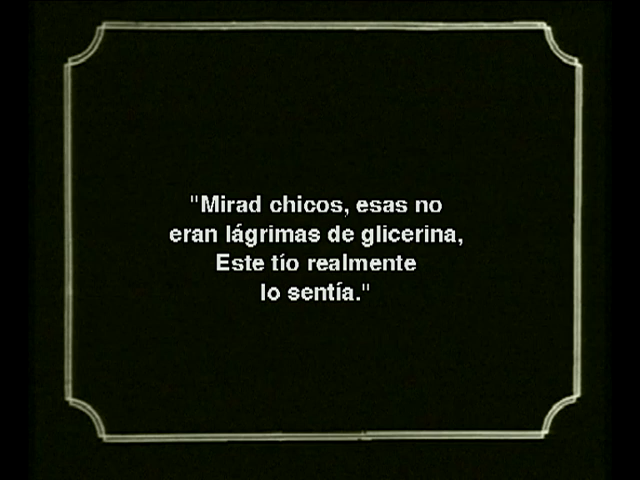 "Mirad chicos, esas no
eran lágrimas de glicerina,
Este tío realmente
lo sentía."